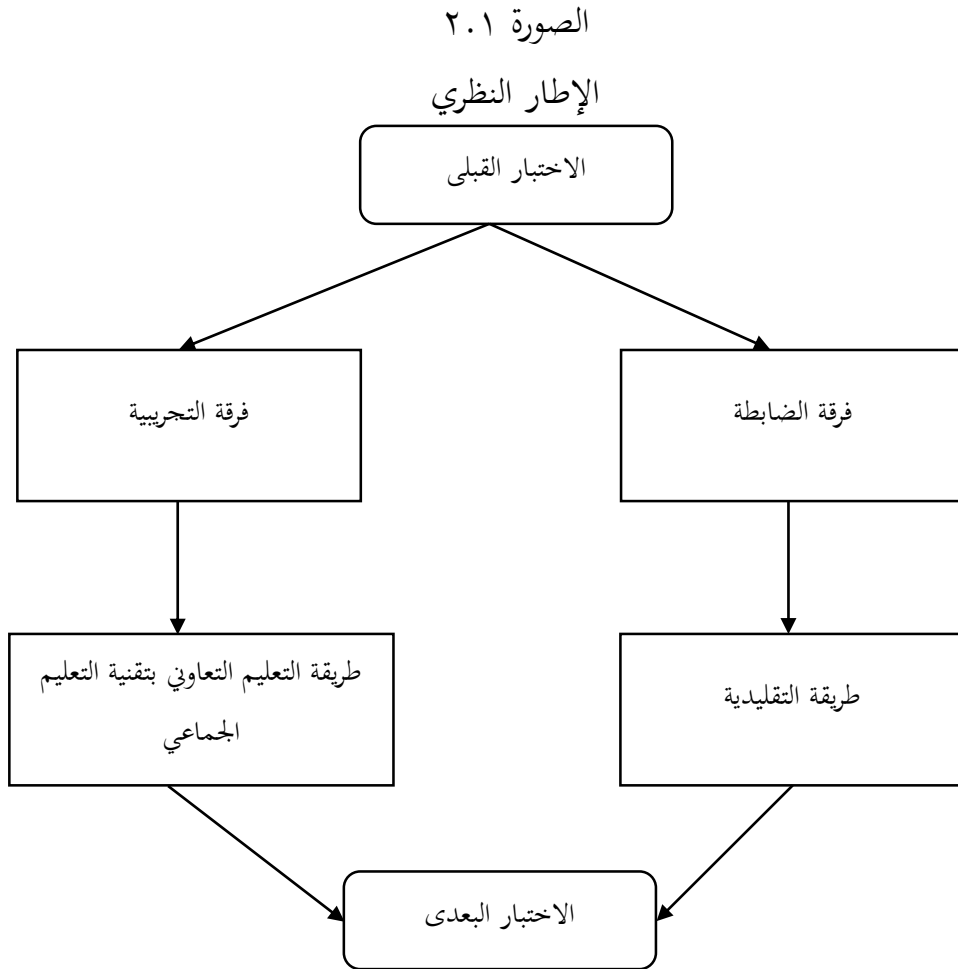 الصورة ٢.١
الإطار النظري
الاختبار القبلى
فرقة الضابطة
فرقة التجريبية
طريقة التقليدية
طريقة التعليم التعاوني بتقنية التعليم
الجماعي
الاختبار البعدى